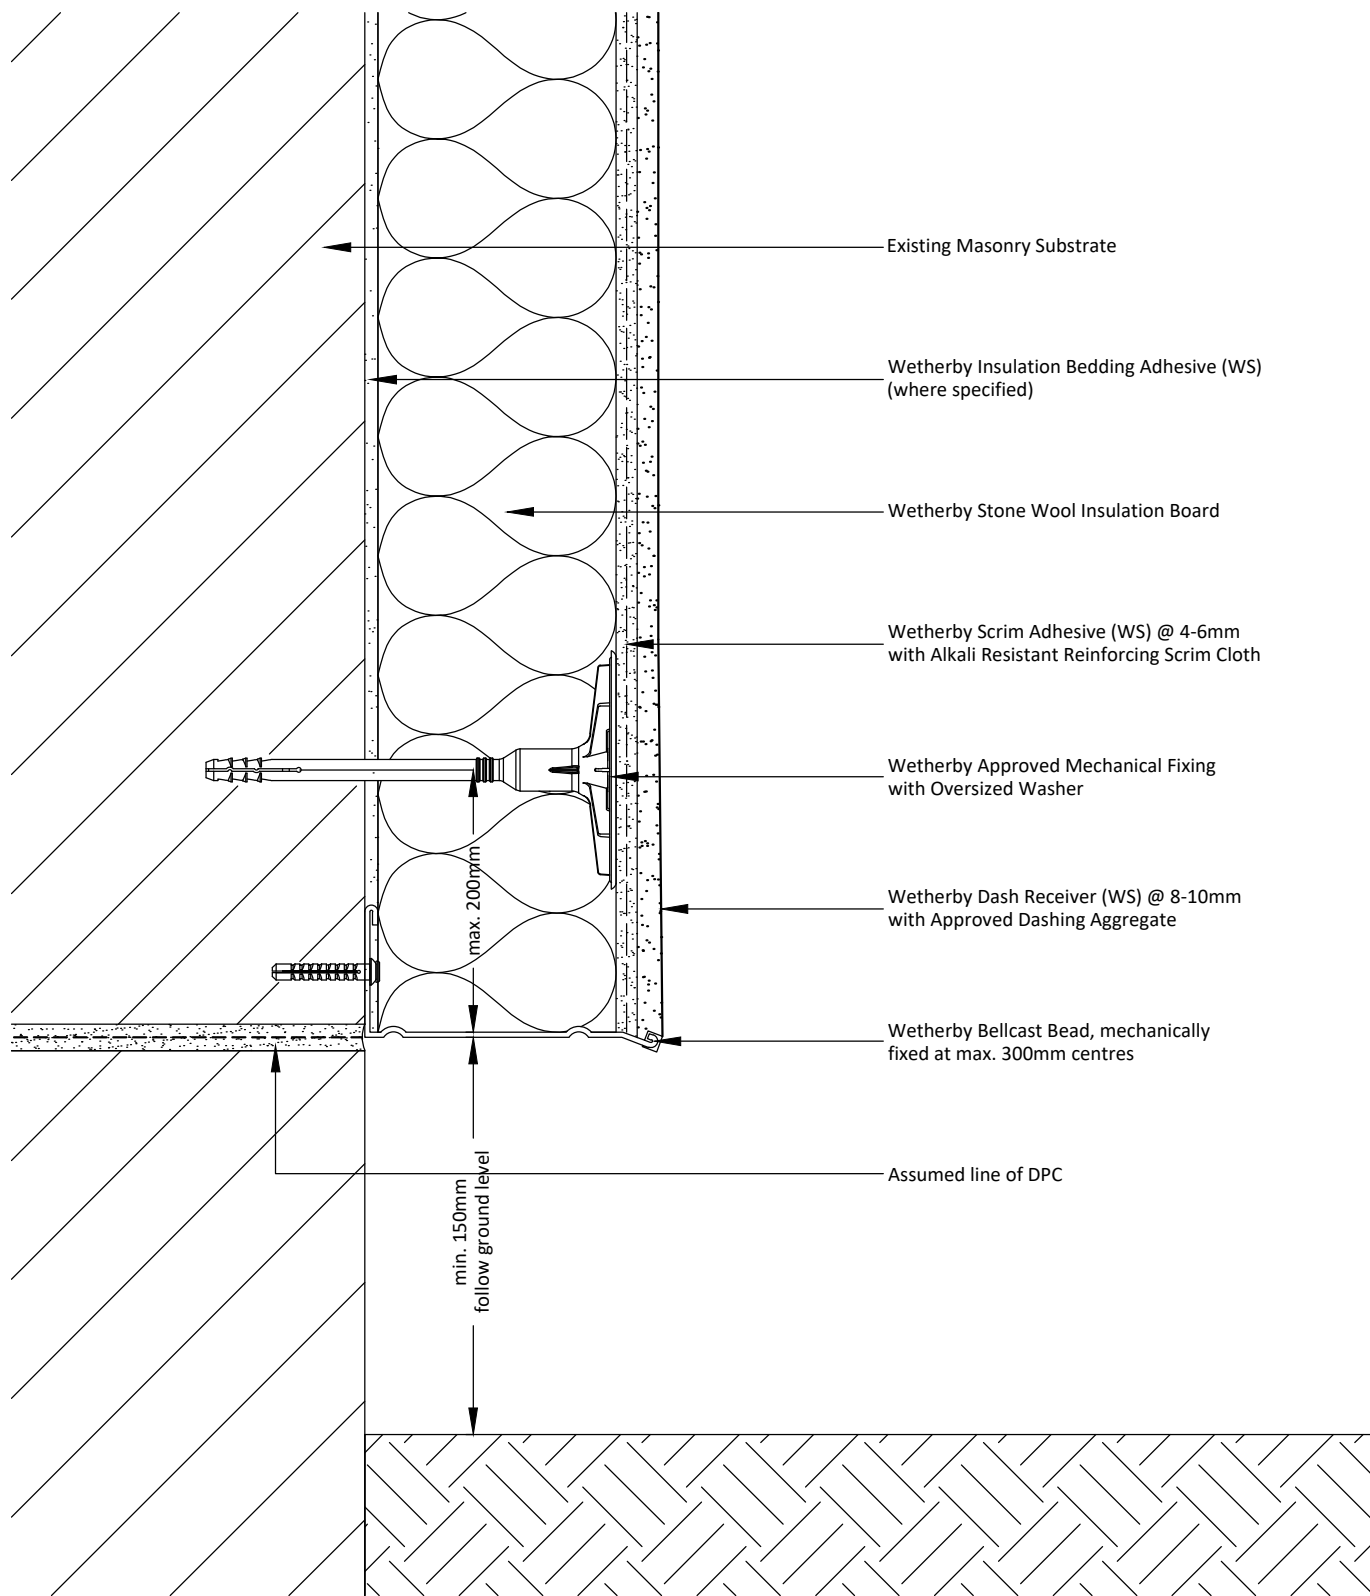 Existing Masonry Substrate
Wetherby Insulation Bedding Adhesive (WS)
(where specified)
Wetherby Stone Wool Insulation Board
Wetherby Scrim Adhesive (WS) @ 4-6mm
with Alkali Resistant Reinforcing Scrim Cloth
Wetherby Approved Mechanical Fixing
with Oversized Washer
max. 200mm
Wetherby Dash Receiver (WS) @ 8-10mm
with Approved Dashing Aggregate
Wetherby Bellcast Bead, mechanically
fixed at max. 300mm centres
Assumed line of DPC
min. 150mm
follow ground level